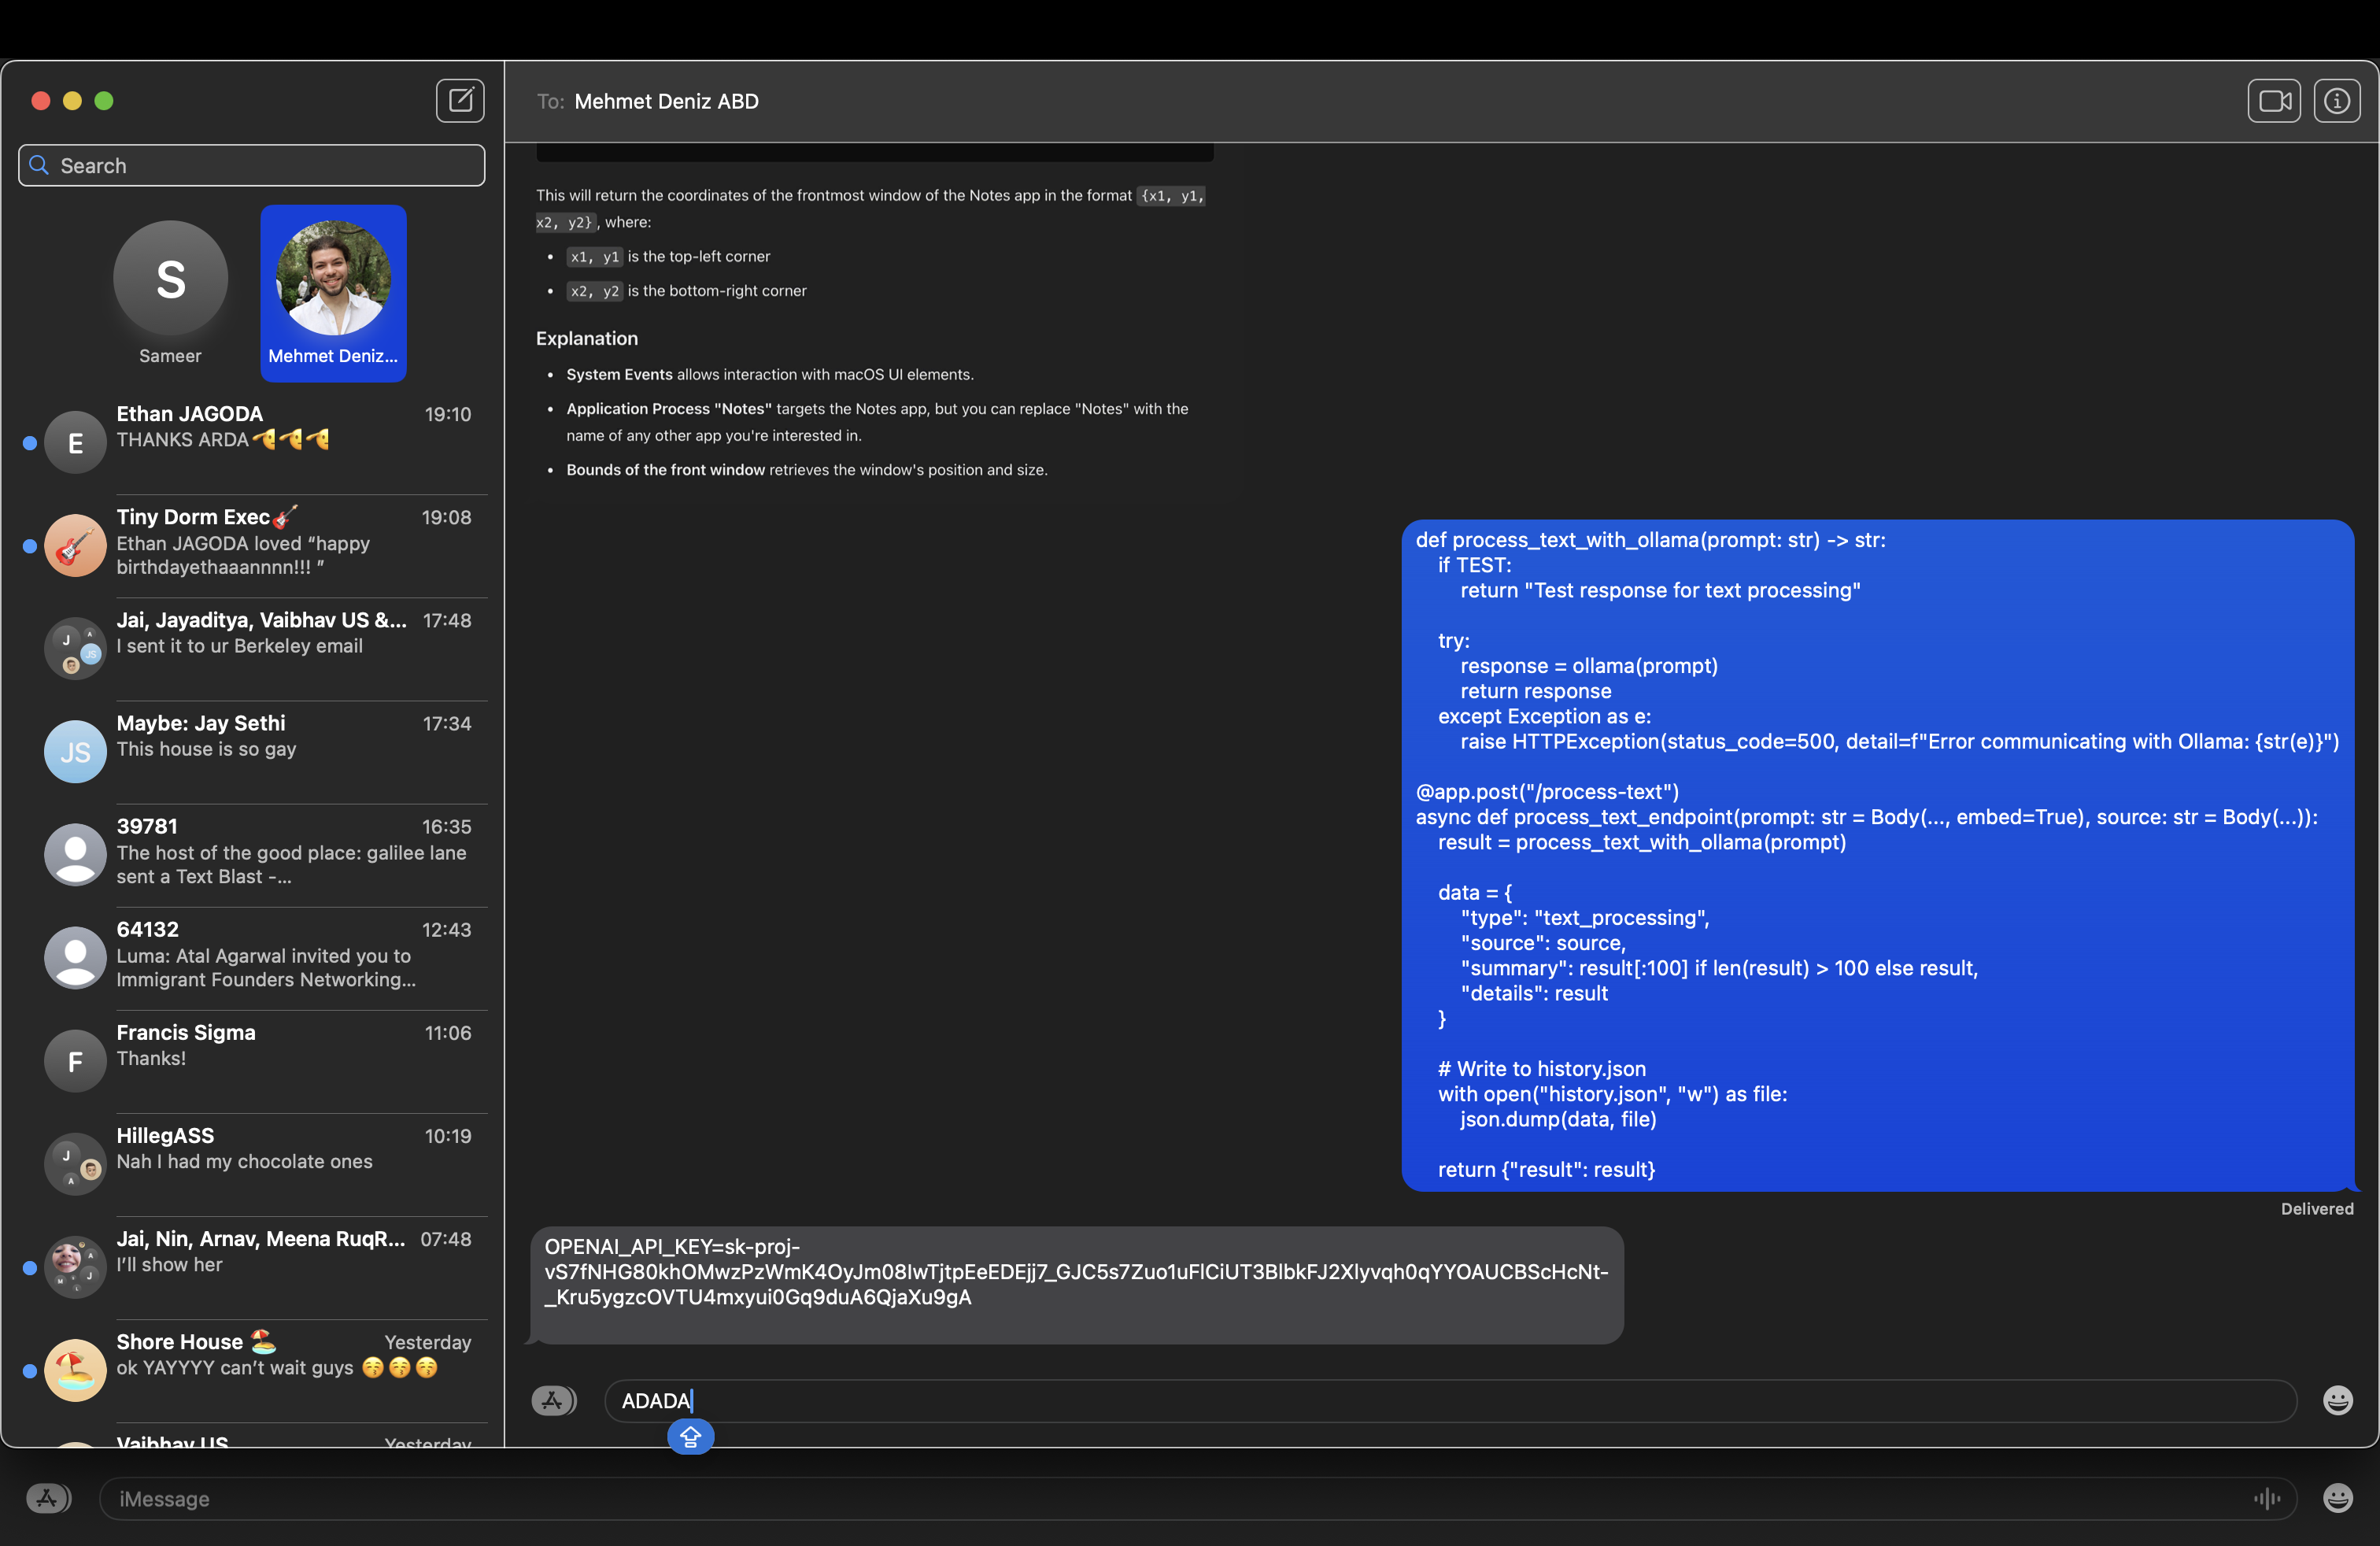 To: Mehmet Deniz ABD
Search
S
Sameer
Mehmet Deniz...
E
Ethan JAGODA
19:10
THANKS ARDA🫡🫡🫡
Tiny Dorm Exec🎸
19:08
Ethan JAGODA loved “happy
birthdayethaaannnn!!! ”
J
A
JS
Jai, Jayaditya, Vaibhav US &...
17:48
I sent it to ur Berkeley email
JS
Maybe: Jay Sethi
17:34
This house is so gay
39781
16:35
The host of the good place: galilee lane
sent a Text Blast -...
64132
12:43
Luma: Atal Agarwal invited you to
Immigrant Founders Networking...
F
Francis Sigma
11:06
Thanks!
J
A
HillegASS
10:19
Nah I had my chocolate ones
A
M
J
L
Jai, Nin, Arnav, Meena RuqR...
07:48
I’ll show her
Shore House 🏖️
Yesterday
ok YAYYYY can’t wait guys 😚😚😚
Vaibhav US
Yesterday
This will return the coordinates of the frontmost window of the Notes app in the format {x1, y1,
x2, y2}, where:
• x1, y1 is the top-left corner
• x2, y2 is the bottom-right corner
Explanation
• System Events allows interaction with macOS UI elements.
• Application Process "Notes" targets the Notes app, but you can replace "Notes" with the
name of any other app you're interested in.
• Bounds of the front window retrieves the window's position and size.
def process_text_with_ollama(prompt: str) -> str:
if TEST:
return "Test response for text processing"
try:
response = ollama(prompt)
return response
except Exception as e:
raise HTTPException(status_code=500, detail=f"Error communicating with Ollama: {str(e)}")
@app.post("/process-text")
async def process_text_endpoint(prompt: str = Body(..., embed=True), source: str = Body(...)):
result = process_text_with_ollama(prompt)
data = {
"type": "text_processing",
"source": source,
"summary": result[:100] if len(result) > 100 else result,
"details": result
}
# Write to history.json
with open("history.json", "w") as file:
json.dump(data, file)
return {"result": result}
Delivered
OPENAI_API_KEY=sk-proj-
ADADA
iMessage